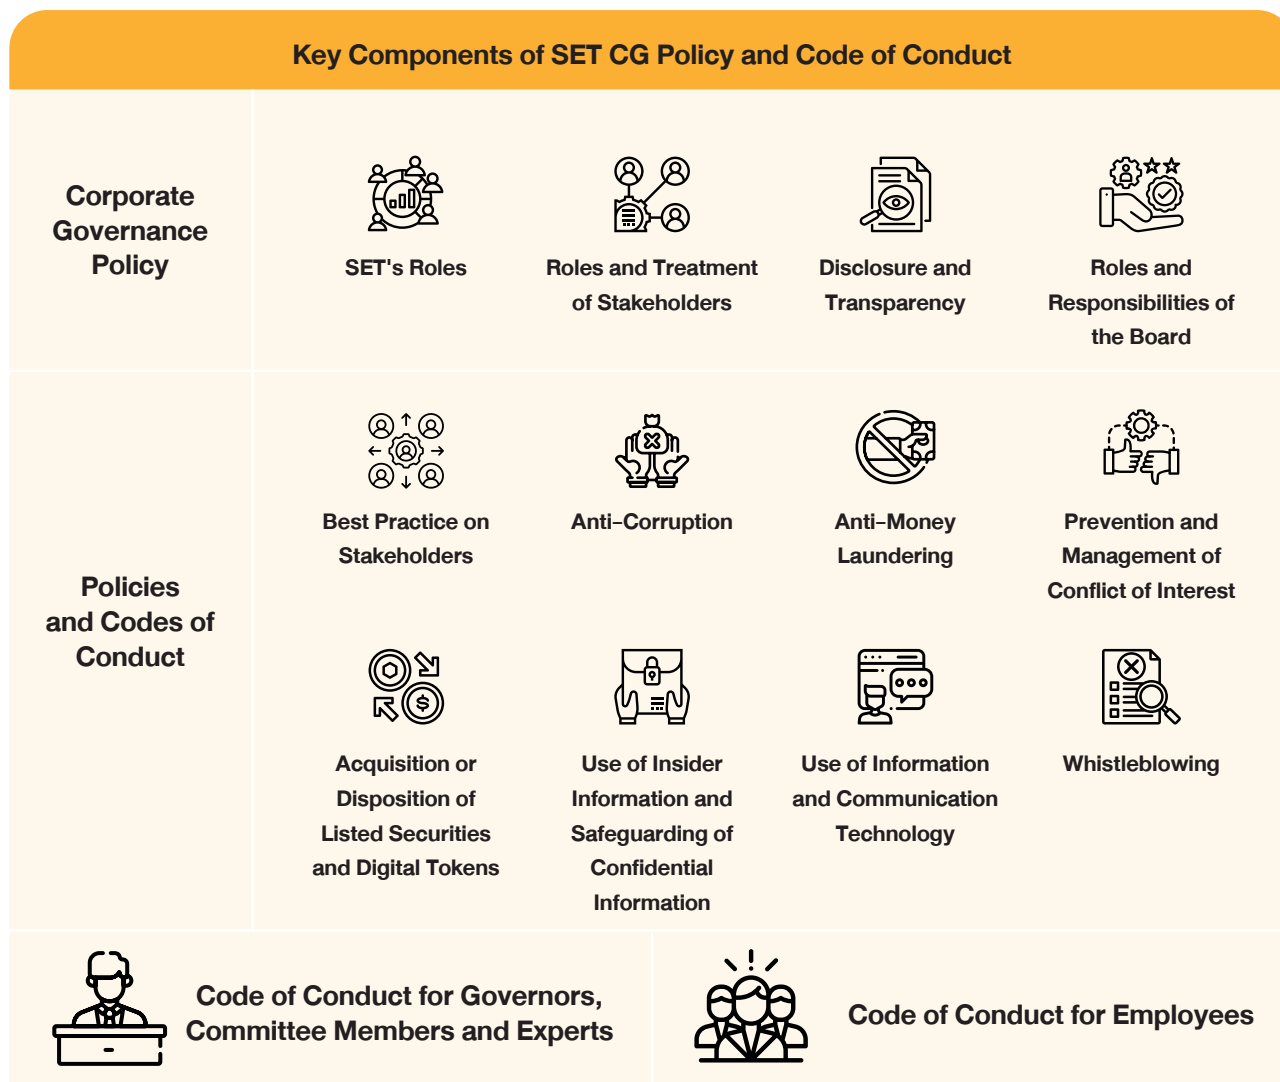 Key Components of SET CG Policy and Code of Conduct
Corporate
Governance
Policy
SET's Roles
Roles and Treatment
of Stakeholders
Disclosure and
Transparency
Roles and
Responsibilities of
the Board
Policies
and Codes of
Conduct
Best Practice on
Stakeholders
Anti-Corruption
Anti-Money
Laundering
Prevention and
Management of
Conflict of Interest
Acquisition or
Disposition of
Listed Securities
and Digital Tokens
Use of Insider
Information and
Safeguarding of
Confidential
Information
Use of Information
and Communication
Technology
Whistleblowing
Code of Conduct for Governors,
Committee Members and Experts
Code of Conduct for Employees